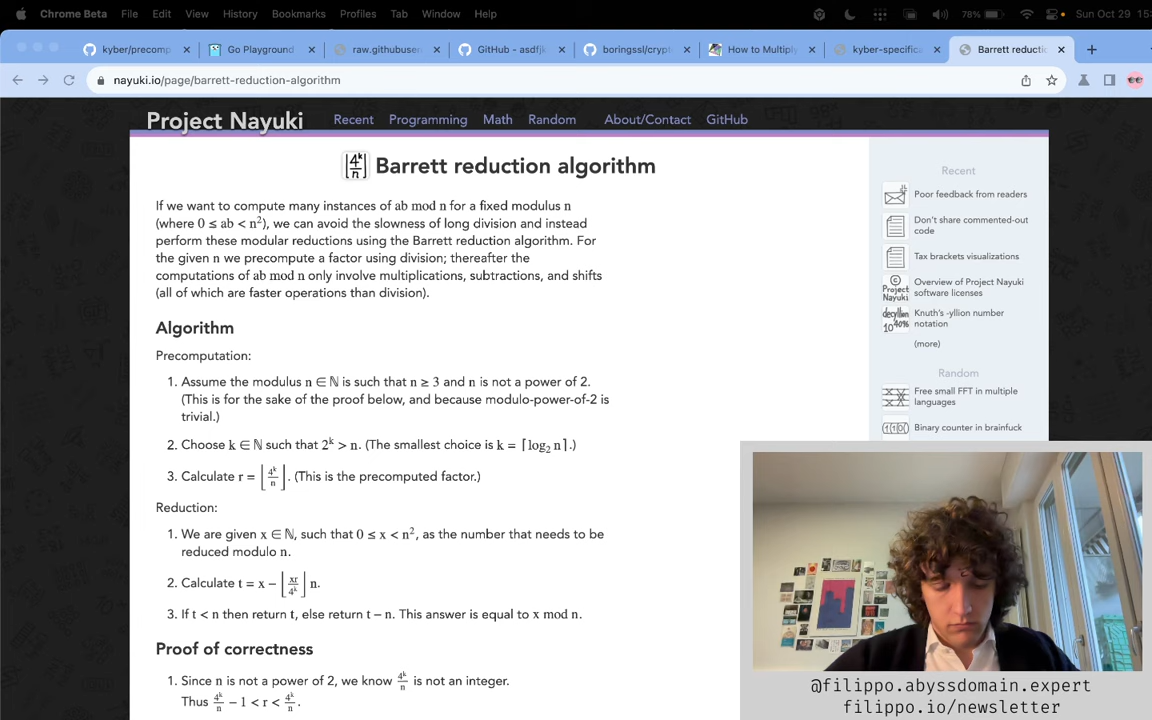 Chrome Beta File Edit View History Bookmarks Profiles Tab Window Help 78% Sun Oct 29 15:
kyber/precomp Go Playground raw.githubuser GitHub - asdfjk boringssl/crypt How to Multiply kyber-specifica Barrett reducti
nayuki.io/page/barrett-reduction-algorithm
Project Nayuki Recent Programming Math Random About/Contact GitHub
⌊4ᵏ/n⌋ Barrett reduction algorithm
If we want to compute many instances of ab mod n for a fixed modulus n
(where 0 ≤ ab < n²), we can avoid the slowness of long division and instead
perform these modular reductions using the Barrett reduction algorithm. For
the given n we precompute a factor using division; thereafter the
computations of ab mod n only involve multiplications, subtractions, and shifts
(all of which are faster operations than division).
Algorithm
Precomputation:
1. Assume the modulus n ∈ ℕ is such that n ≥ 3 and n is not a power of 2.
(This is for the sake of the proof below, and because modulo-power-of-2 is
trivial.)
2. Choose k ∈ ℕ such that 2ᵏ > n. (The smallest choice is k = ⌈log₂ n⌉.)
3. Calculate r = ⌊4ᵏ/n⌋. (This is the precomputed factor.)
Reduction:
1. We are given x ∈ ℕ, such that 0 ≤ x < n², as the number that needs to be
reduced modulo n.
2. Calculate t = x − ⌊xr/4ᵏ⌋ n.
3. If t < n then return t, else return t − n. This answer is equal to x mod n.
Proof of correctness
1. Since n is not a power of 2, we know 4ᵏ/n is not an integer.
Thus 4ᵏ/n − 1 < r < 4ᵏ/n.
Recent
Poor feedback from readers
Don't share commented-out
code
Tax brackets visualizations
Project
Nayuki
Overview of Project Nayuki
software licenses
decyllion
10⁴⁰⁹⁶
Knuth's -yllion number
notation
(more)
Random
Free small FFT in multiple
languages
Binary counter in brainfuck
@filippo.abyssdomain.expert
filippo.io/newsletter